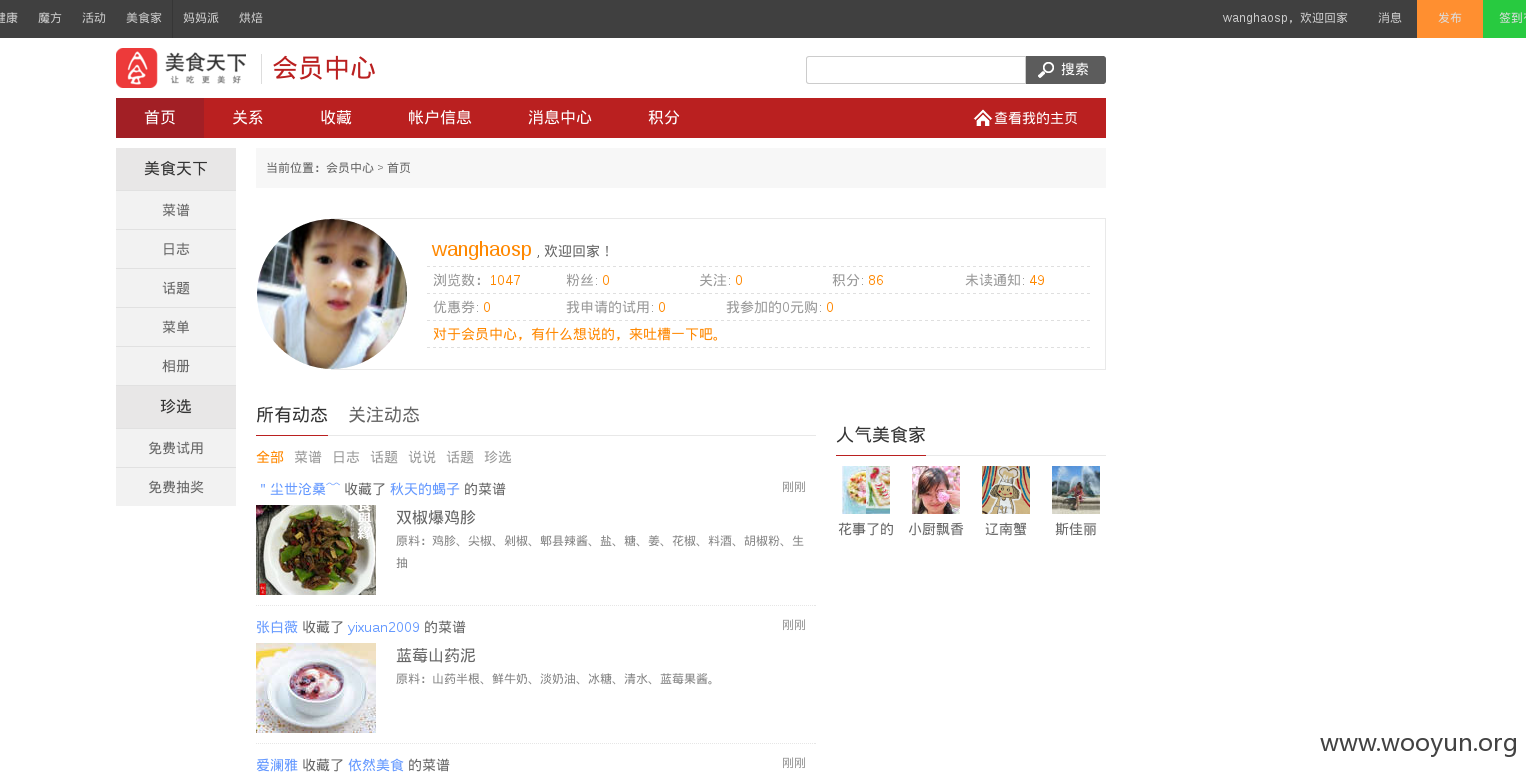 健康 魔方 活动 美食家 妈妈派 烘焙 wanghaosp，欢迎回家 消息 发布 签到
美食天下 会员中心 搜索
让吃更美好
首页 关系 收藏 帐户信息 消息中心 积分 查看我的主页
美食天下
菜谱
日志
话题
菜单
相册
珍选
免费试用
免费抽奖
当前位置：会员中心 > 首页
wanghaosp , 欢迎回家！
浏览数：1047 粉丝: 0 关注: 0 积分: 86 未读通知: 49
优惠券: 0 我申请的试用: 0 我参加的0元购: 0
对于会员中心，有什么想说的，来吐槽一下吧。
所有动态 关注动态
全部 菜谱 日志 话题 说说 话题 珍选
＂尘世沧桑︶︶ 收藏了 秋天的蝎子 的菜谱 刚刚
双椒爆鸡胗
原料：鸡胗、尖椒、剁椒、郫县辣酱、盐、糖、姜、花椒、料酒、胡椒粉、生
抽
张白薇 收藏了 yixuan2009 的菜谱 刚刚
蓝莓山药泥
原料：山药半根、鲜牛奶、淡奶油、冰糖、清水、蓝莓果酱。
爱澜雅 收藏了 依然美食 的菜谱 刚刚
人气美食家
花事了的 小厨飘香 辽南蟹 斯佳丽
www.wooyun.org